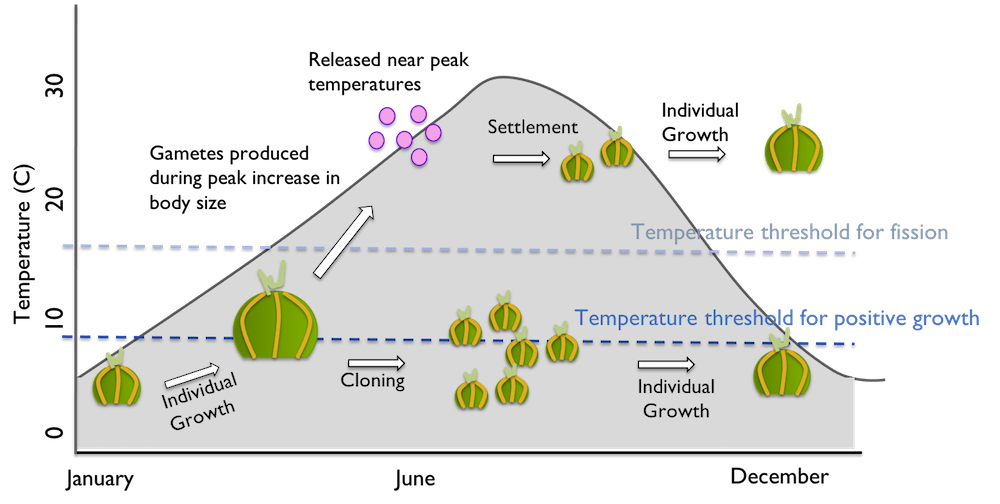 Released near peak
temperatures
Gametes produced
during peak increase in
body size
Settlement
Individual
Growth
Temperature threshold for fission
Temperature threshold for positive growth
Individual
Growth
Cloning
Individual
Growth
Temperature (C)
30
20
10
0
January
June
December